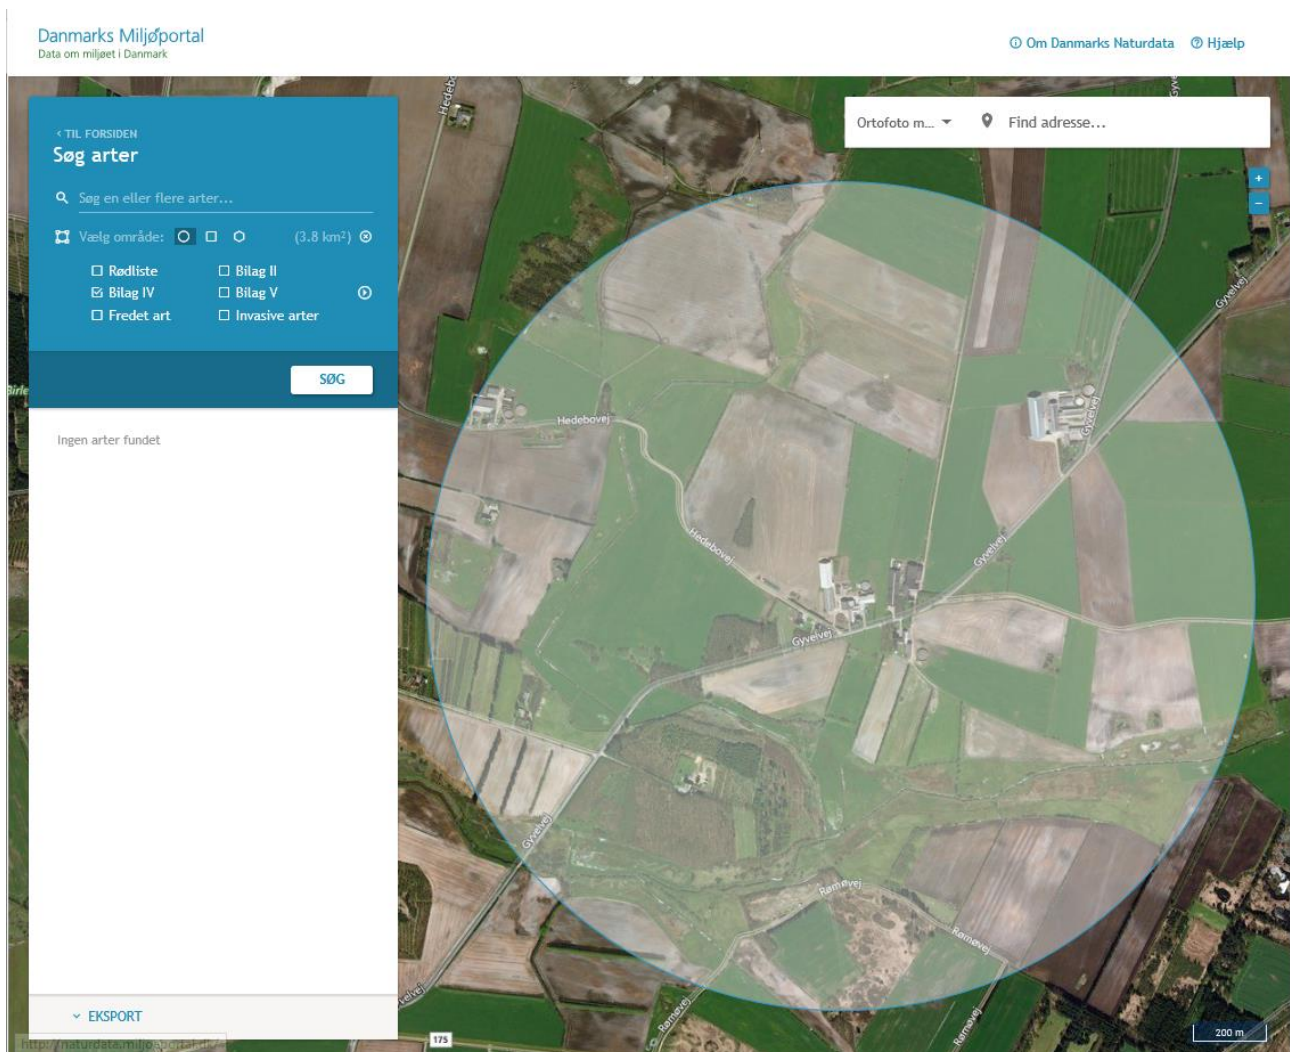 Danmarks Miljøportal
Data om miljøet i Danmark
Om Danmarks Naturdata
Hjælp
‹ TIL FORSIDEN
Søg arter
Søg en eller flere arter...
Vælg område:
(3.8 km²)
Rødliste
Bilag II
Bilag IV
Bilag V
Fredet art
Invasive arter
SØG
Ingen arter fundet
EKSPORT
Ortofoto m...
Find adresse...
+
−
Gyvelvej
Hedebovej
Gyvelvej
Hedebovej
Gyvelvej
Gyvelvej
Gyvelvej
Rømøvej
Rømøvej
Rømøvej
Rømøvej
175
200 m